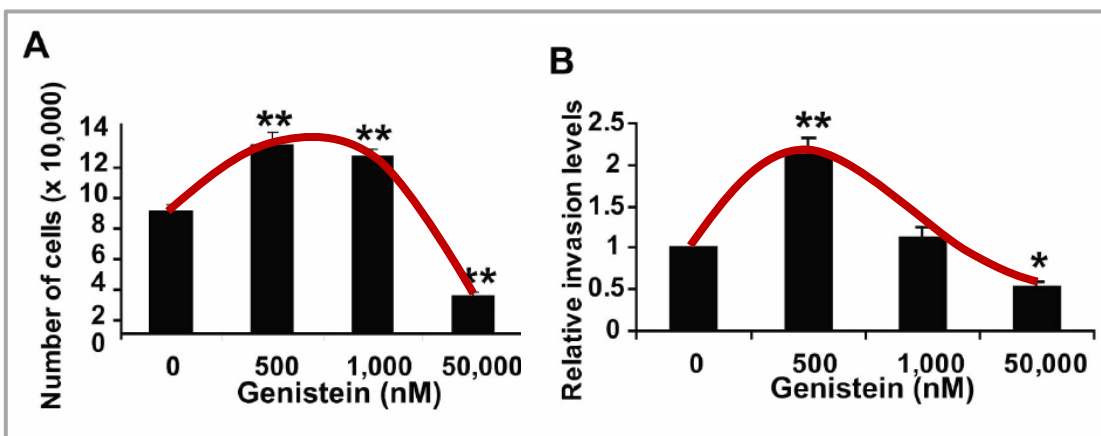 A
Number of cells (x 10,000)
14
12
10
8
6
4
2
0
**
**
**
0 500 1,000 50,000
Genistein (nM)
B
Relative invasion levels
2.5
2
1.5
1
0.5
0
**
*
0 500 1,000 50,000
Genistein (nM)